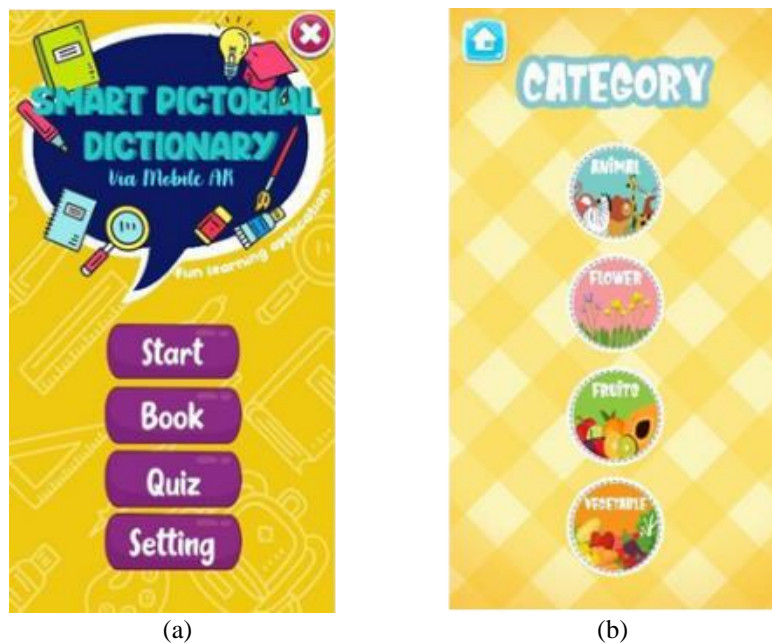 SMART PICTORIAL
DICTIONARY
Via Mobile AR
Fun learning application
Start
Book
Quiz
Setting
(a)
CATEGORY
ANIMAL
FLOWER
FRUITS
VEGETABLE
(b)